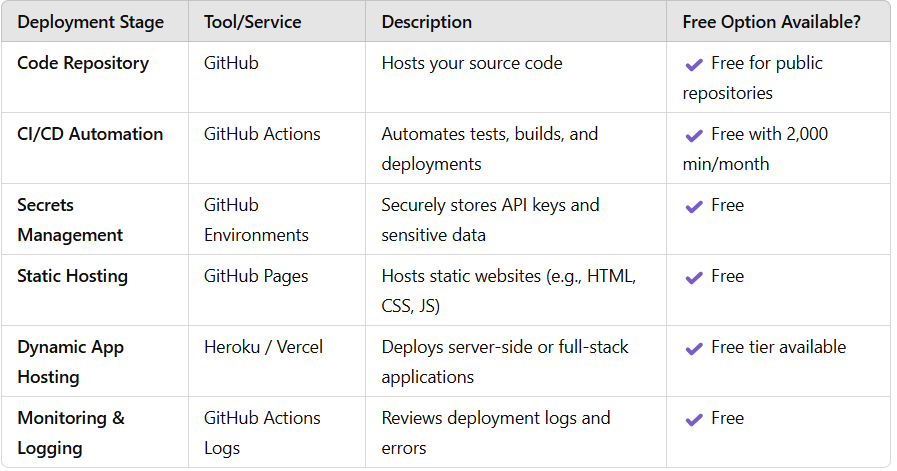 Deployment Stage Tool/Service Description Free Option Available?
Code Repository GitHub Hosts your source code ✔ Free for public
repositories
CI/CD Automation GitHub Actions Automates tests, builds, and ✔ Free with 2,000
deployments min/month
Secrets GitHub Securely stores API keys and ✔ Free
Management Environments sensitive data
Static Hosting GitHub Pages Hosts static websites (e.g., HTML, ✔ Free
CSS, JS)
Dynamic App Heroku / Vercel Deploys server-side or full-stack ✔ Free tier available
Hosting applications
Monitoring & GitHub Actions Reviews deployment logs and ✔ Free
Logging Logs errors